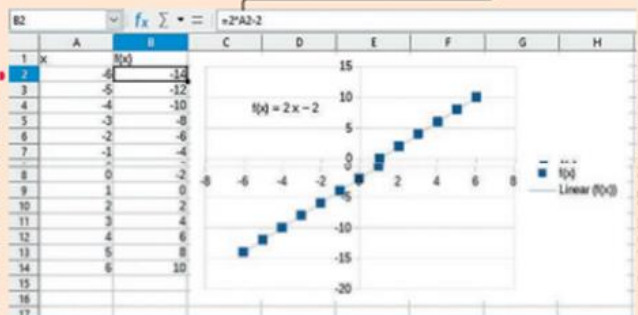 B2 fx Σ = =2*A2-2
A B C D E F G H
1 x f(x)
2 -6 -14
3 -5 -12
4 -4 -10
5 -3 -8
6 -2 -6
7 -1 -4
8 0 -2
9 1 0
10 2 2
11 3 4
12 4 6
13 5 8
14 6 10
15
16
17
15
10
f(x) = 2 x − 2
5
0
-8 -6 -4 -2 0 2 4 6 8
-5
-10
-15
-20
f(x)
Linear (f(x))